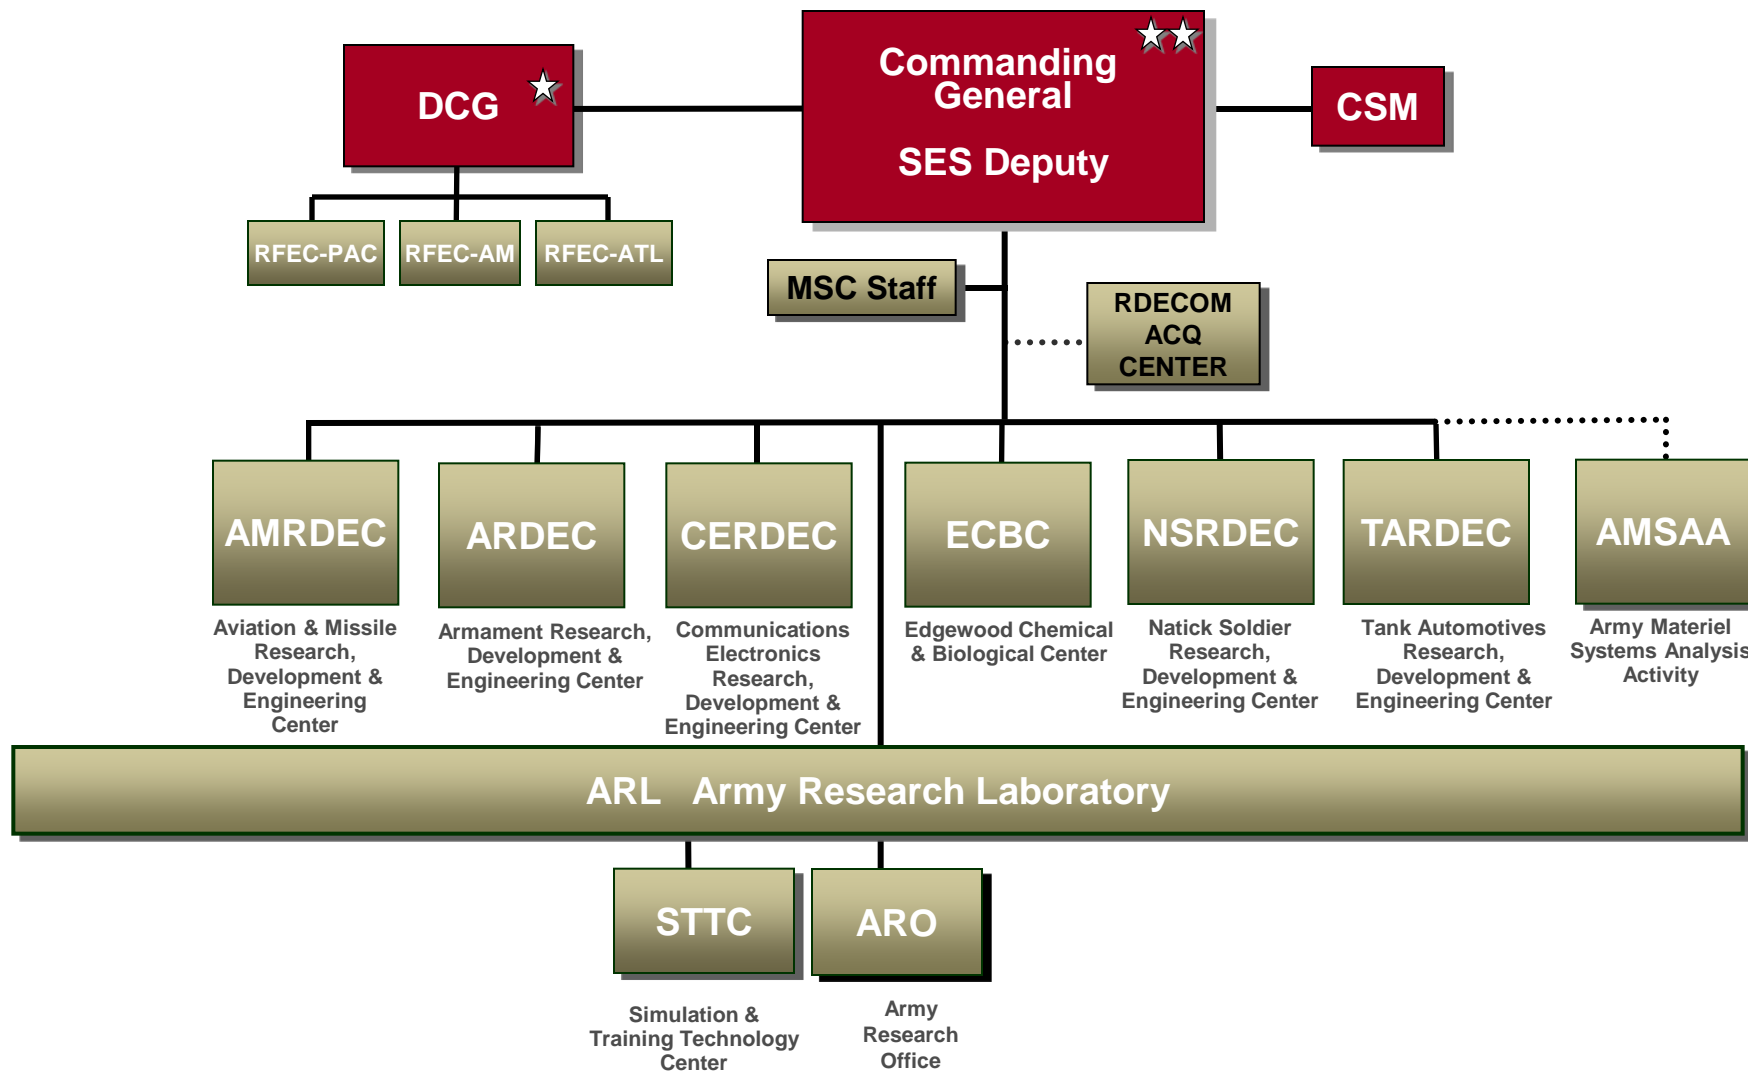 DCG
Commanding
General
SES Deputy
CSM
RFEC-PAC
RFEC-AM
RFEC-ATL
MSC Staff
RDECOM
ACQ
CENTER
AMRDEC
ARDEC
CERDEC
ECBC
NSRDEC
TARDEC
AMSAA
Aviation & Missile
Research,
Development &
Engineering
Center
Armament Research,
Development &
Engineering Center
Communications
Electronics
Research,
Development &
Engineering Center
Edgewood Chemical
& Biological Center
Natick Soldier
Research,
Development &
Engineering Center
Tank Automotives
Research,
Development &
Engineering Center
Army Materiel
Systems Analysis
Activity
ARL Army Research Laboratory
STTC
ARO
Simulation &
Training Technology
Center
Army
Research
Office